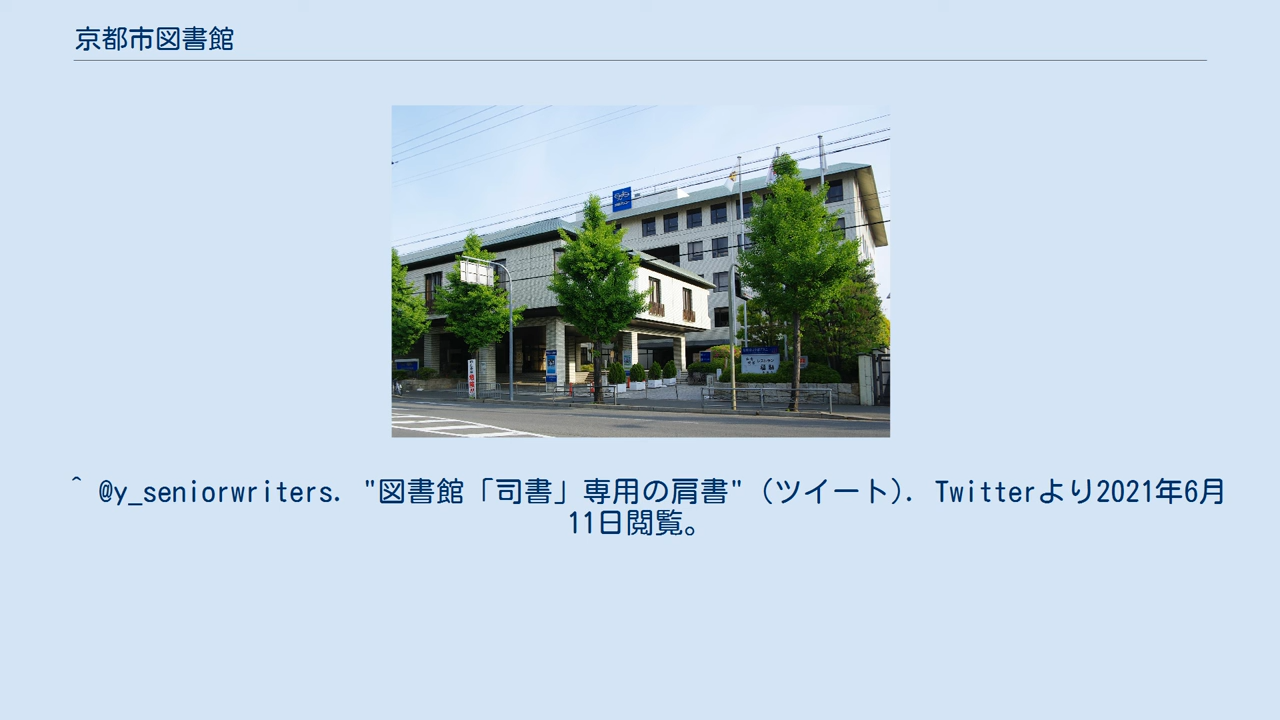 京都市図書館
^ @y_seniorwriters. "図書館「司書」専用の肩書" (ツイート). Twitterより2021年6月
11日閲覧。